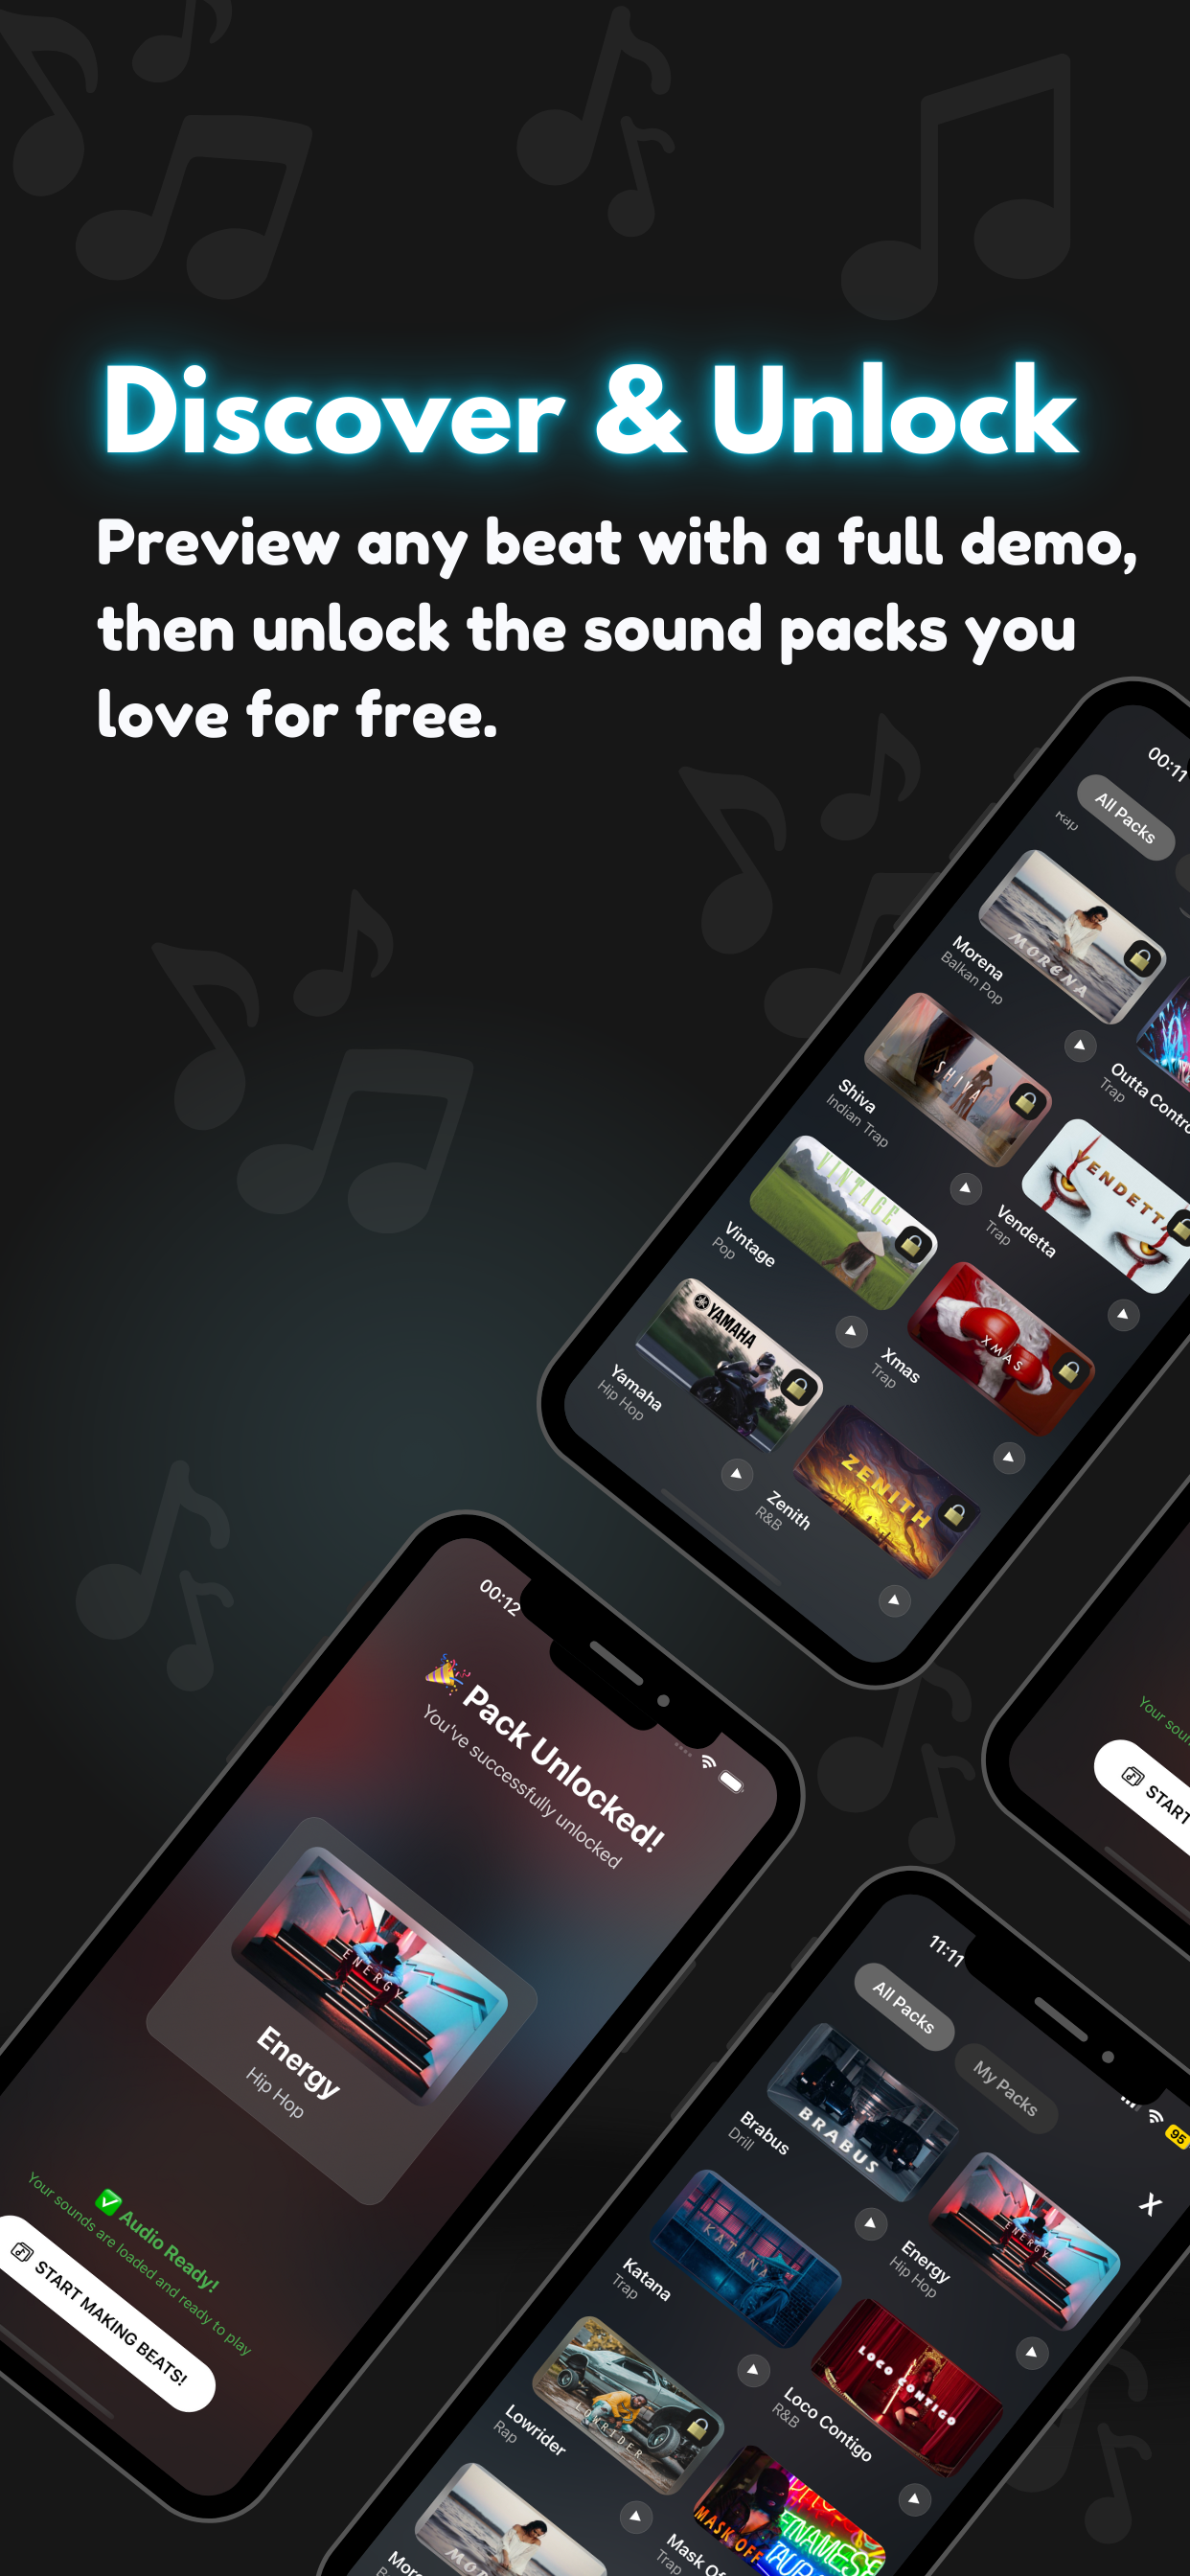 Discover & Unlock
Preview any beat with a full demo,
then unlock the sound packs you
love for free.
00:11
All Packs
Rap
MORENA
Morena
Balkan Pop
Outta Contro
Trap
SHIVA
Shiva
Indian Trap
VENDETTA
Vendetta
Trap
VINTAGE
Vintage
Pop
XMAS
Xmas
Trap
YAMAHA
Yamaha
Hip Hop
ZENITH
Zenith
R&B
Your soun
START
00:12
🎉 Pack Unlocked!
You've successfully unlocked
ENERGY
Energy
Hip Hop
✅ Audio Ready!
Your sounds are loaded and ready to play
START MAKING BEATS!
11:11
95
All Packs
My Packs
X
BRABUS
Brabus
Drill
ENERGY
Energy
Hip Hop
KATANA
Katana
Trap
LOCO CONTIGO
Loco Contigo
R&B
LOWRIDER
Lowrider
Rap
MASK OFF
Mask Of
Trap
More